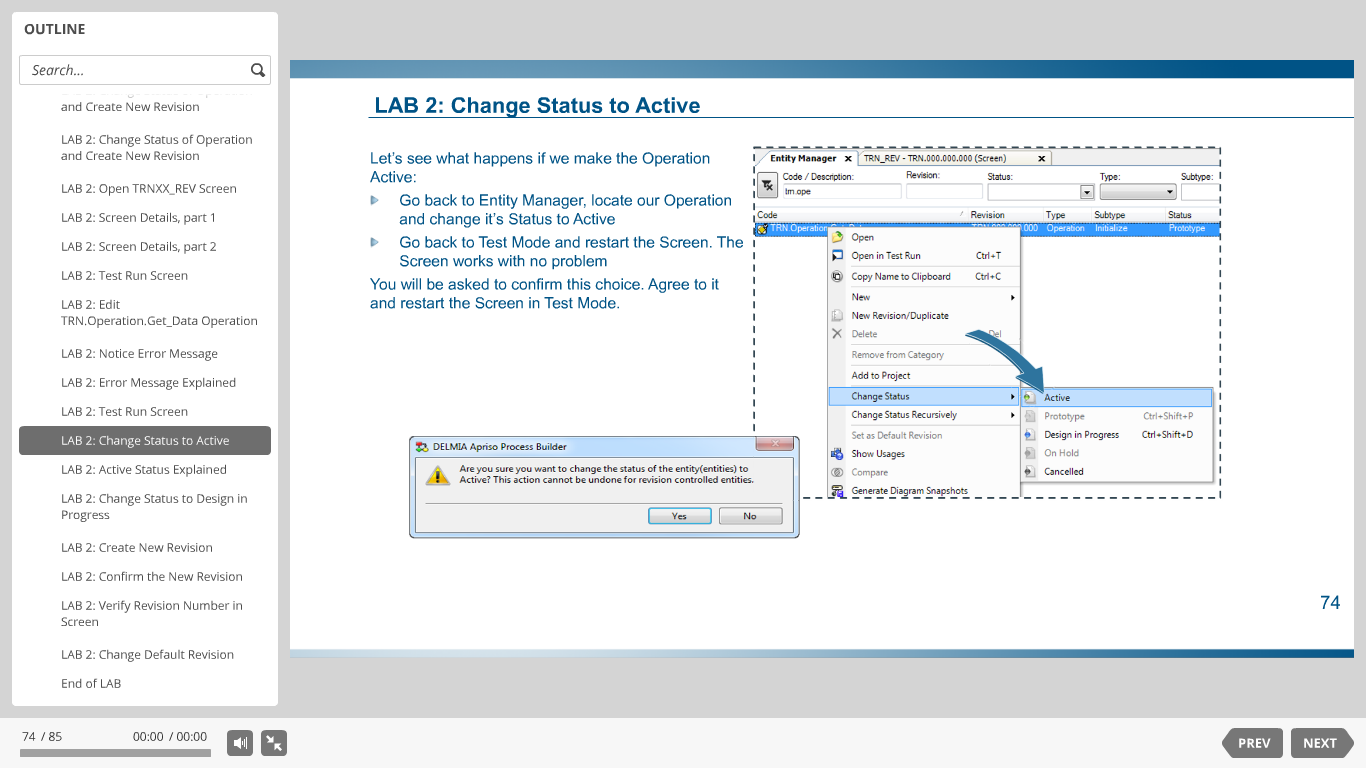 OUTLINE
Search...
and Create New Revision
LAB 2: Change Status of Operation
and Create New Revision
LAB 2: Open TRNXX_REV Screen
LAB 2: Screen Details, part 1
LAB 2: Screen Details, part 2
LAB 2: Test Run Screen
LAB 2: Edit
TRN.Operation.Get_Data Operation
LAB 2: Notice Error Message
LAB 2: Error Message Explained
LAB 2: Test Run Screen
LAB 2: Change Status to Active
LAB 2: Active Status Explained
LAB 2: Change Status to Design in
Progress
LAB 2: Create New Revision
LAB 2: Confirm the New Revision
LAB 2: Verify Revision Number in
Screen
LAB 2: Change Default Revision
End of LAB
LAB 2: Change Status to Active
Let's see what happens if we make the Operation
Active:
Go back to Entity Manager, locate our Operation
and change it's Status to Active
Go back to Test Mode and restart the Screen. The
Screen works with no problem
You will be asked to confirm this choice. Agree to it
and restart the Screen in Test Mode.
Entity Manager TRN_REV - TRN.000.000.000 (Screen)
Code / Description: Revision: Status: Type: Subtype:
trn.ope
Code Revision Type Subtype Status
Operation Initialize Prototype
Open
Open in Test Run Ctrl+T
Copy Name to Clipboard Ctrl+C
New
New Revision/Duplicate
Delete Del
Remove from Category
Add to Project
Change Status
Change Status Recursively
Set as Default Revision
Show Usages
Compare
Generate Diagram Snapshots
Active
Prototype Ctrl+Shift+P
Design in Progress Ctrl+Shift+D
On Hold
Cancelled
DELMIA Apriso Process Builder
Are you sure you want to change the status of the entity(entities) to
Active? This action cannot be undone for revision controlled entities.
Yes No
74
74 / 85 00:00 / 00:00
PREV NEXT